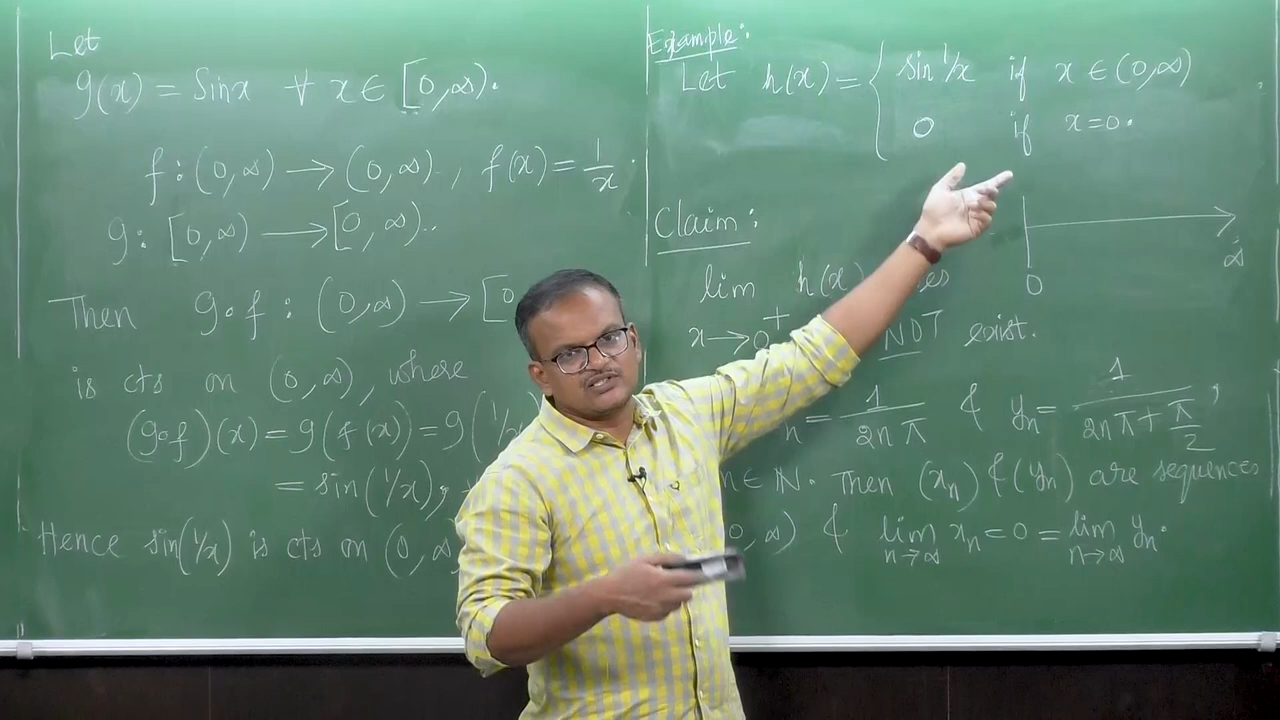 Let
g(x) = Sinx ∀ x ∈ [0,∞).
f : (0,∞) → (0,∞), f(x) = 1/x.
g : [0,∞) → [0,∞).
Then g∘f : (0,∞) → [0
is cts on (0,∞), where
(g∘f)(x) = g(f(x)) = g(1/x
= sin(1/x),
Hence sin(1/x) is cts on (0,∞
Example:
Let h(x) = { sin 1/x if x ∈ (0,∞)
0 if x=0.
0 ∞
Claim:
lim h(x) es
x→0+ NOT exist.
n = 1/2nπ & yn = 1/2nπ+π/2,
n∈ℕ. Then (xn) & (yn) are sequences
0,∞) & lim n→∞ xn = 0 = lim n→∞ yn.